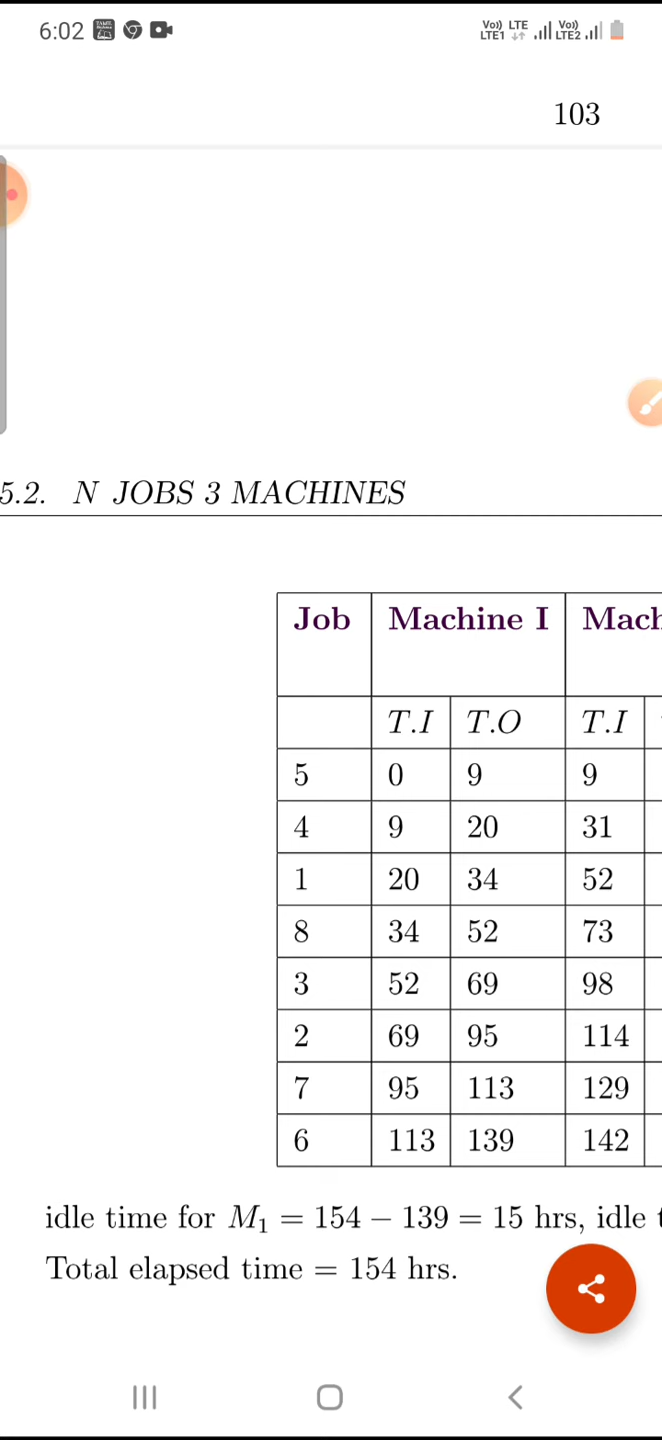 6:02 Vo)) LTE LTE1 Vo)) LTE2
103
5.2. N JOBS 3 MACHINES
Job Machine I Mach
T.I T.O T.I
5 0 9 9
4 9 20 31
1 20 34 52
8 34 52 73
3 52 69 98
2 69 95 114
7 95 113 129
6 113 139 142
idle time for M₁ = 154 − 139 = 15 hrs, idle
Total elapsed time = 154 hrs.